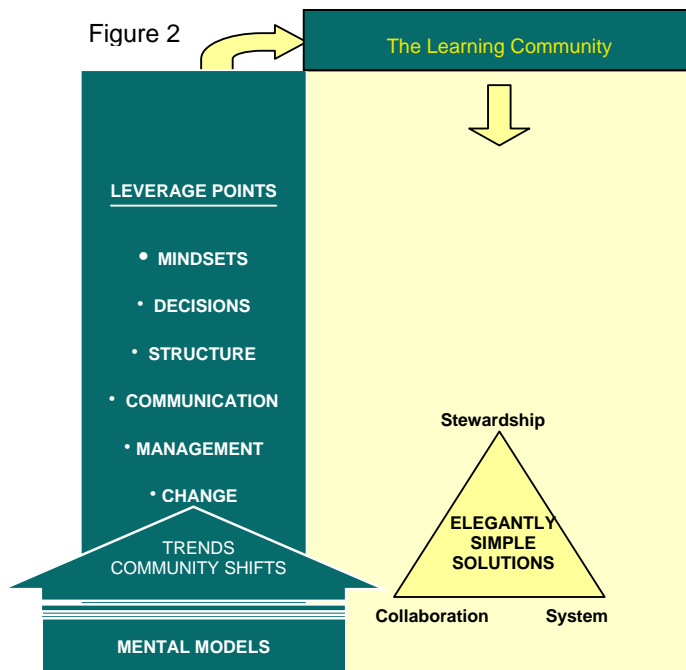 Figure 2
The Learning Community
LEVERAGE POINTS
• MINDSETS
• DECISIONS
• STRUCTURE
• COMMUNICATION
• MANAGEMENT
• CHANGE
TRENDS
COMMUNITY SHIFTS
MENTAL MODELS
Stewardship
ELEGANTLY
SIMPLE
SOLUTIONS
Collaboration
System